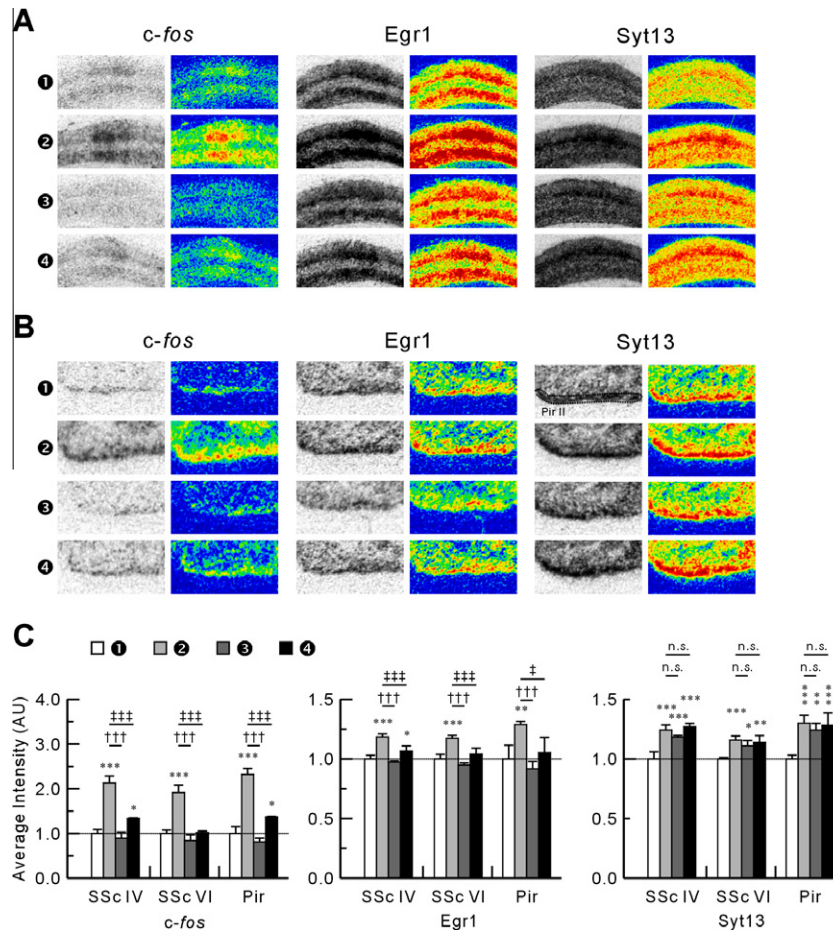 A
c-fos Egr1 Syt13
❶
❷
❸
❹
B
c-fos Egr1 Syt13
❶
Pir II
❷
❸
❹
C
❶ ❷ ❸ ❹
Average Intensity (AU)
4.0
3.0
2.0
1.0
0.0
‡‡‡ ‡‡‡ ‡‡‡
††† ††† †††
*** *** ***
* *
SSc IV SSc VI Pir
c-fos
1.5
1.0
0.5
0.0
‡‡‡ ‡‡‡ ‡
††† ††† †††
*** *** **
*
SSc IV SSc VI Pir
Egr1
1.5
1.0
0.5
0.0
n.s. n.s. n.s.
n.s. n.s. n.s.
*** *** *** *** * ** *** *** ***
SSc IV SSc VI Pir
Syt13